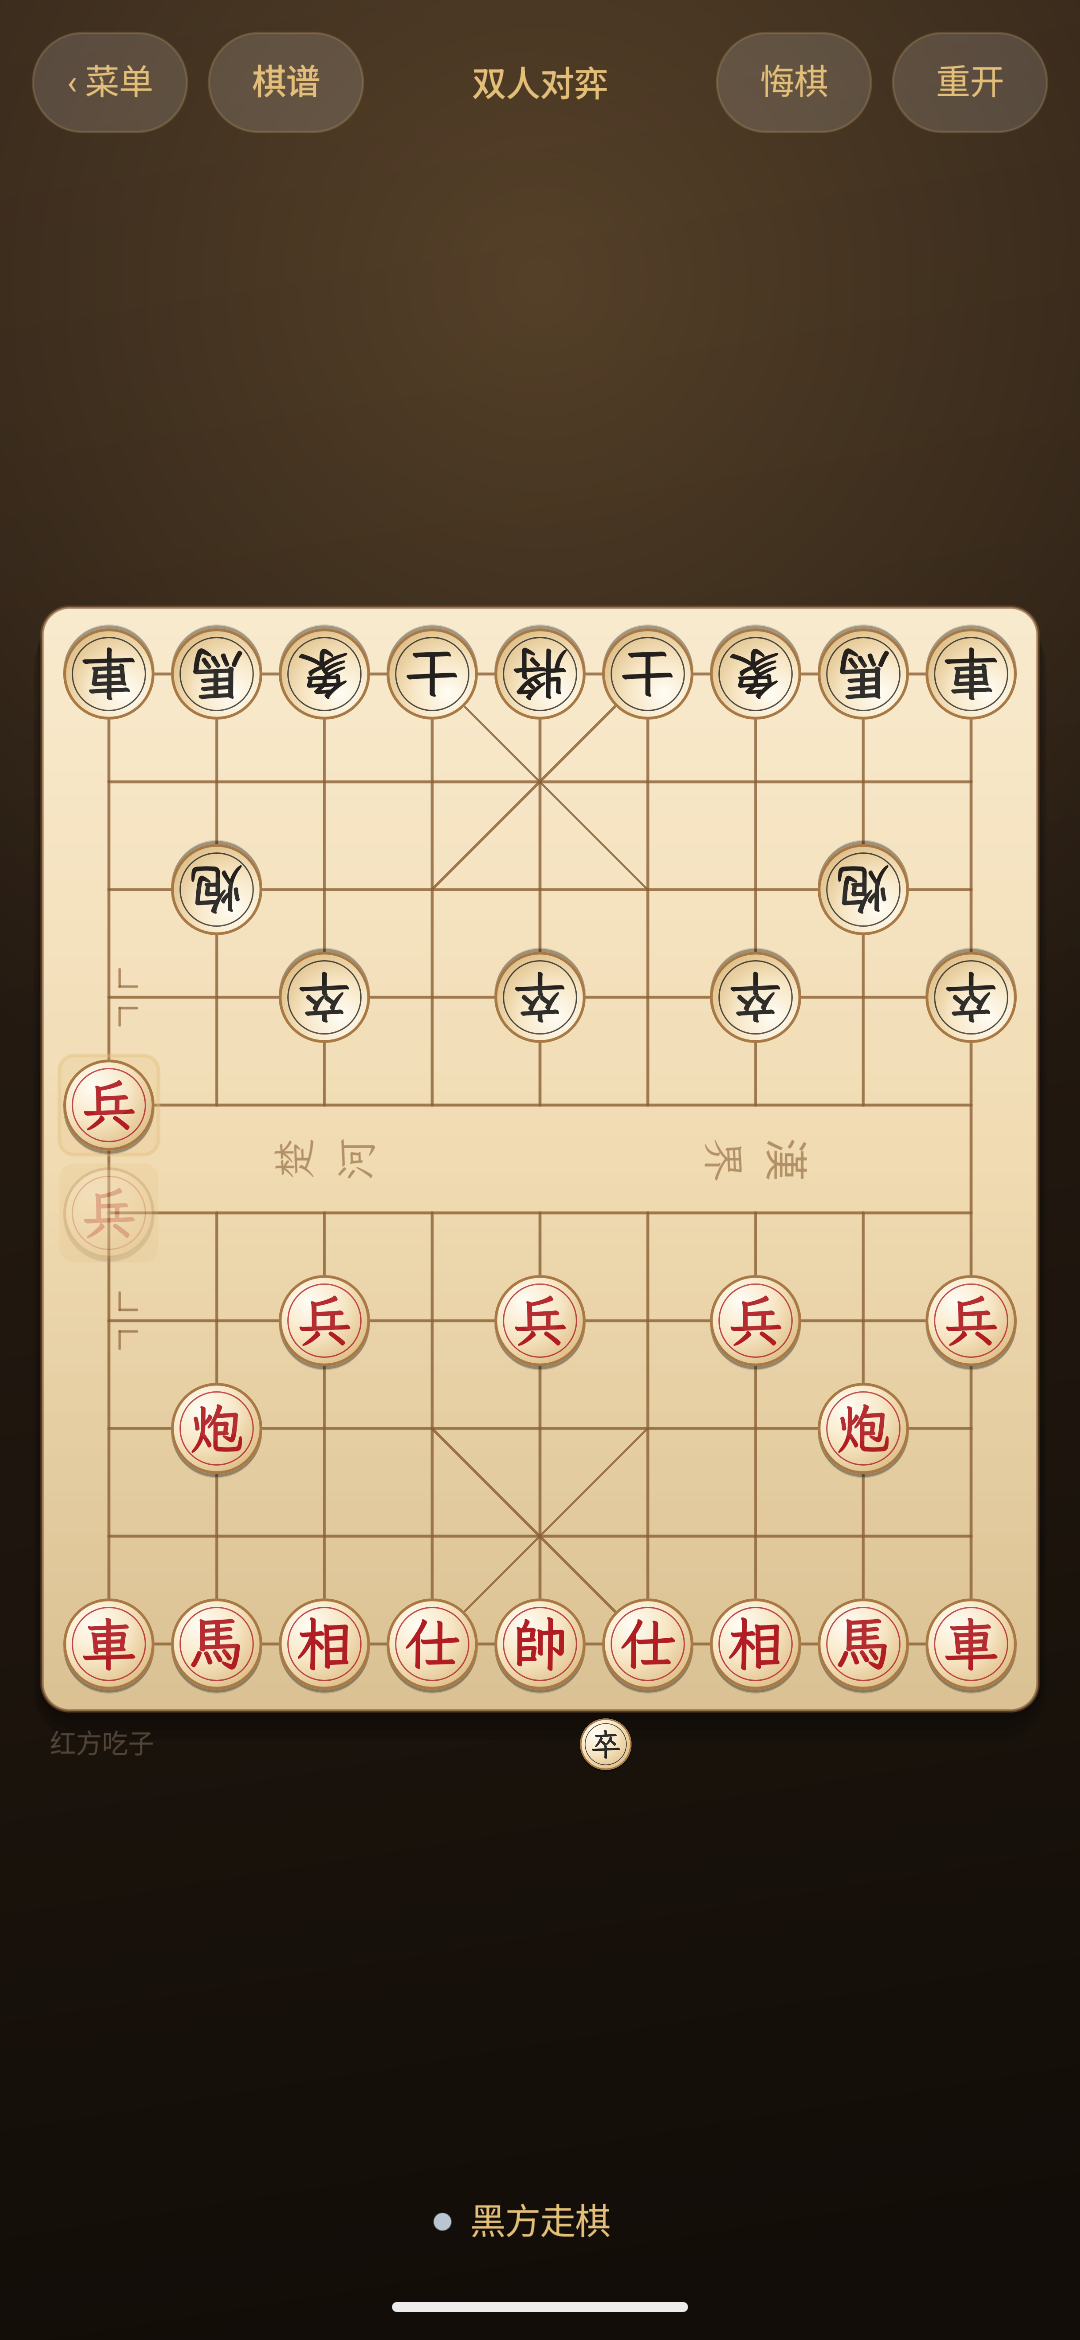 ‹ 菜单 棋谱 双人对弈 悔棋 重开
車 馬 象 士 将 士 象 馬 車
炮 炮
卒 卒 卒 卒
兵
楚河 漢界
兵
兵 兵 兵 兵
炮 炮
車 馬 相 仕 帥 仕 相 馬 車
红方吃子 卒
黑方走棋